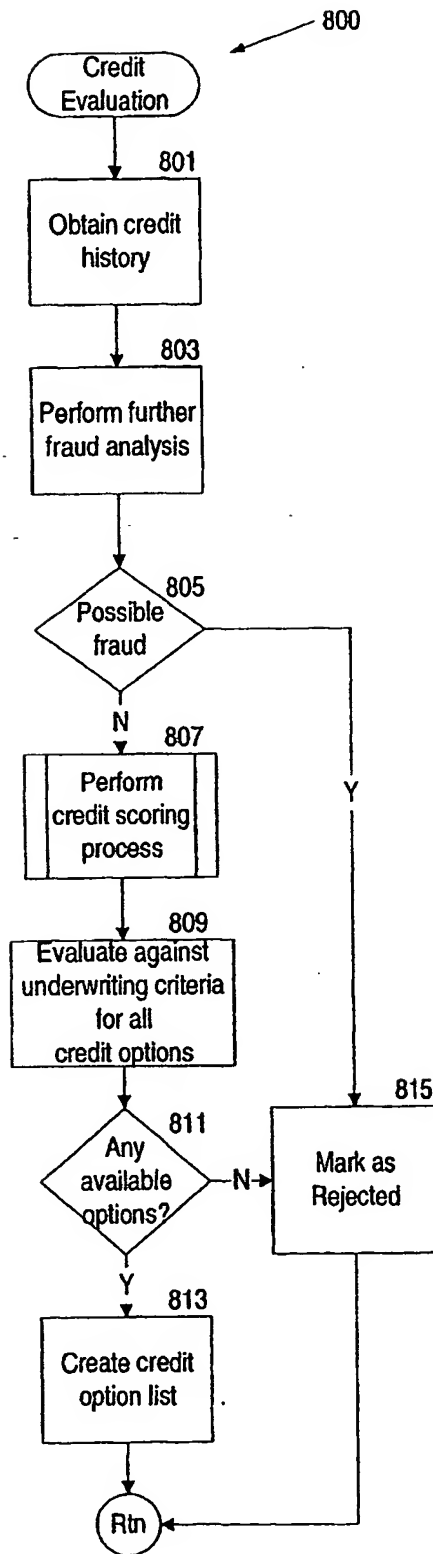 800
Credit
Evaluation
801
Obtain credit
history
803
Perform further
fraud analysis
805
Possible
fraud
N
Y
807
Perform
credit scoring
process
809
Evaluate against
underwriting criteria
for all
credit options
811
Any
available
options?
N
815
Mark as
Rejected
Y
813
Create credit
option list
Rtn